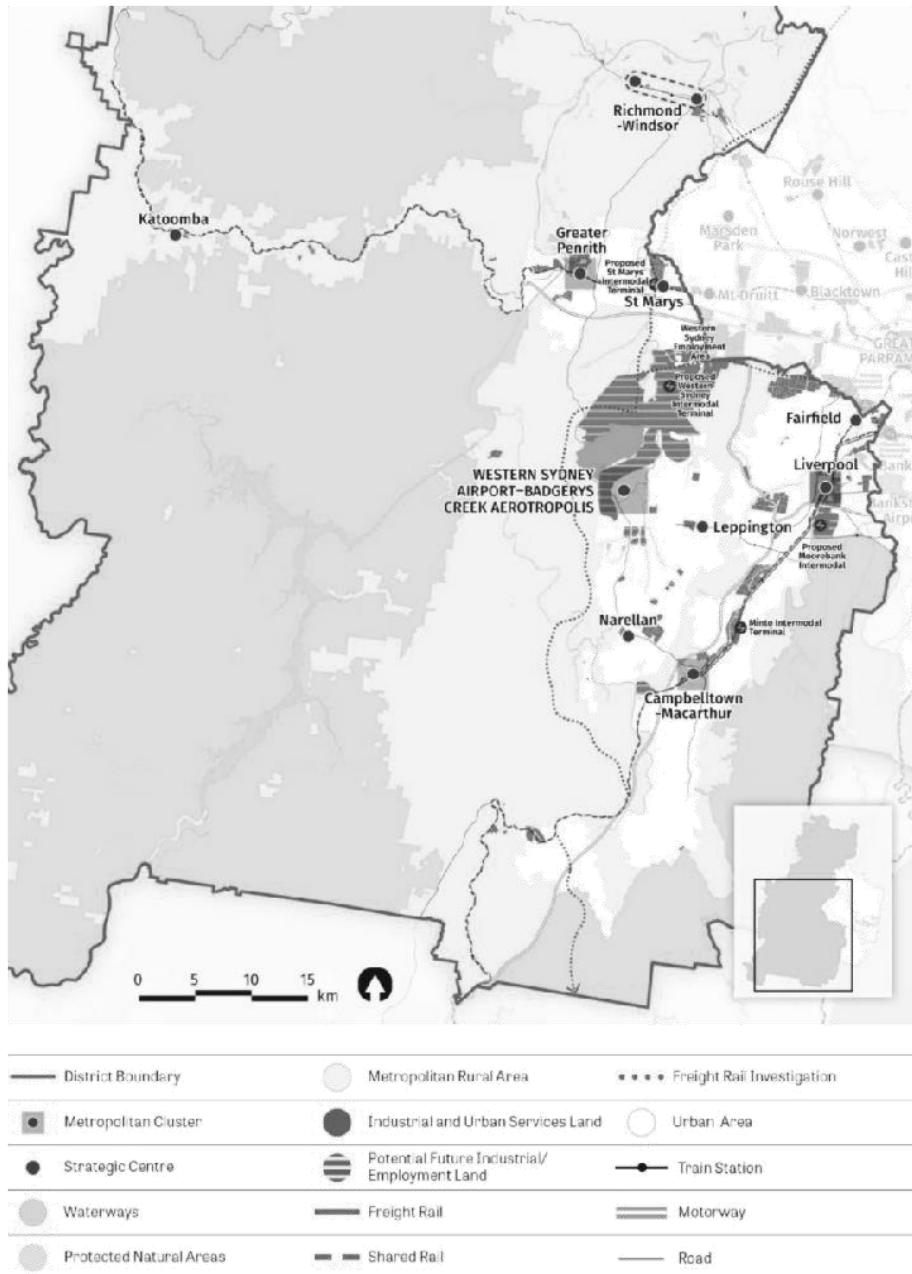 Richmond
-Windsor
Rouse Hill
Katoomba
Marsden
Park
Norwest
Greater
Penrith
Proposed
St Marys
Intermodal
Terminal
St Marys
Mt Druitt
Blacktown
Western
Sydney
Employment
Area
Proposed
Western
Sydney
Intermodal
Terminal
Fairfield
Liverpool
WESTERN SYDNEY
AIRPORT–BADGERYS
CREEK AEROTROPOLIS
Leppington
Proposed
Moorebank
Intermodal
Narellan
Minto Intermodal
Terminal
Campbelltown
-Macarthur
0 5 10 15
km
District Boundary
Metropolitan Rural Area
Freight Rail Investigation
Metropolitan Cluster
Industrial and Urban Services Land
Urban Area
Strategic Centre
Potential Future Industrial/
Employment Land
Train Station
Waterways
Freight Rail
Motorway
Protected Natural Areas
Shared Rail
Road